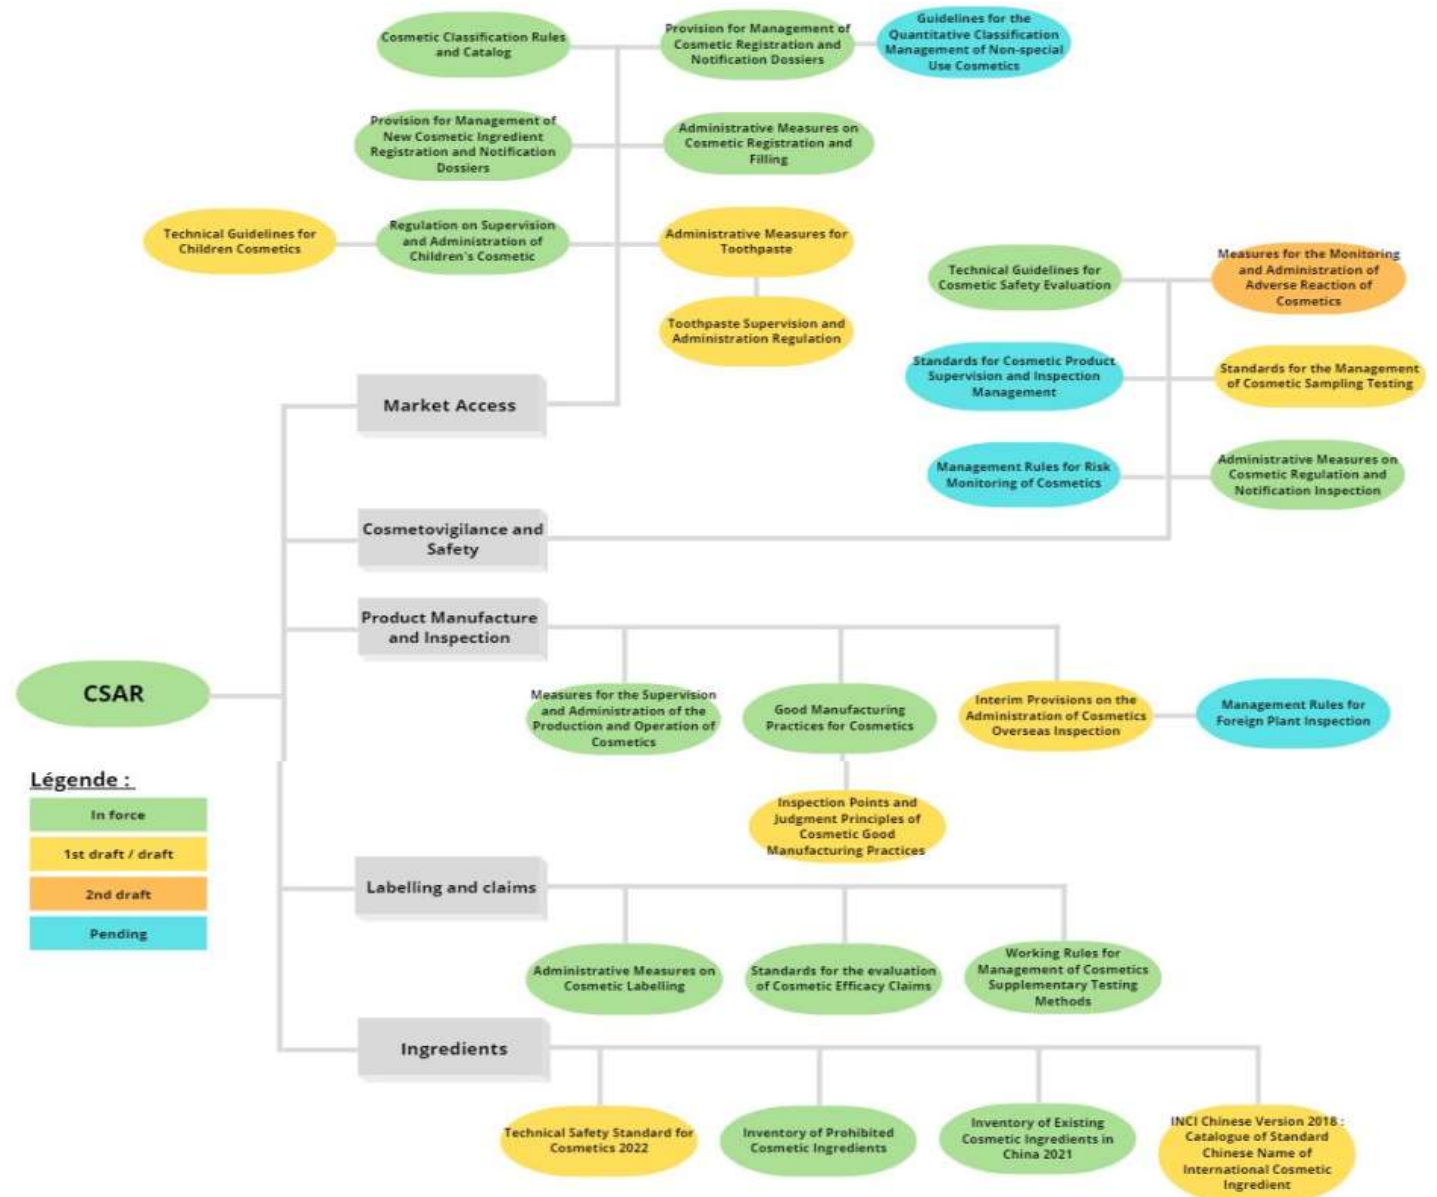 Cosmetic Classification Rules
and Catalog
Provision for Management of
Cosmetic Registration and
Notification Dossiers
Guidelines for the
Quantitative Classification
Management of Non-special
Use Cosmetics
Provision for Management of
New Cosmetic Ingredient
Registration and Notification
Dossiers
Administrative Measures on
Cosmetic Registration and
Filling
Technical Guidelines for
Children Cosmetics
Regulation on Supervision
and Administration of
Children's Cosmetic
Administrative Measures for
Toothpaste
Toothpaste Supervision and
Administration Regulation
Technical Guidelines for
Cosmetic Safety Evaluation
Measures for the Monitoring
and Administration of
Adverse Reaction of
Cosmetics
Standards for Cosmetic Product
Supervision and Inspection
Management
Standards for the Management
of Cosmetic Sampling Testing
Management Rules for Risk
Monitoring of Cosmetics
Administrative Measures on
Cosmetic Regulation and
Notification Inspection
Market Access
Cosmetovigilance and
Safety
Product Manufacture
and Inspection
CSAR
Measures for the Supervision
and Administration of the
Production and Operation of
Cosmetics
Good Manufacturing
Practices for Cosmetics
Interim Provisions on the
Administration of Cosmetics
Overseas Inspection
Management Rules for
Foreign Plant Inspection
Inspection Points and
Judgment Principles of
Cosmetic Good
Manufacturing Practices
Légende :
In force
1st draft / draft
2nd draft
Pending
Labelling and claims
Administrative Measures on
Cosmetic Labelling
Standards for the evaluation
of Cosmetic Efficacy Claims
Working Rules for
Management of Cosmetics
Supplementary Testing
Methods
Ingredients
Technical Safety Standard for
Cosmetics 2022
Inventory of Prohibited
Cosmetic Ingredients
Inventory of Existing
Cosmetic Ingredients in
China 2021
INCI Chinese Version 2018 :
Catalogue of Standard
Chinese Name of
International Cosmetic
Ingredient